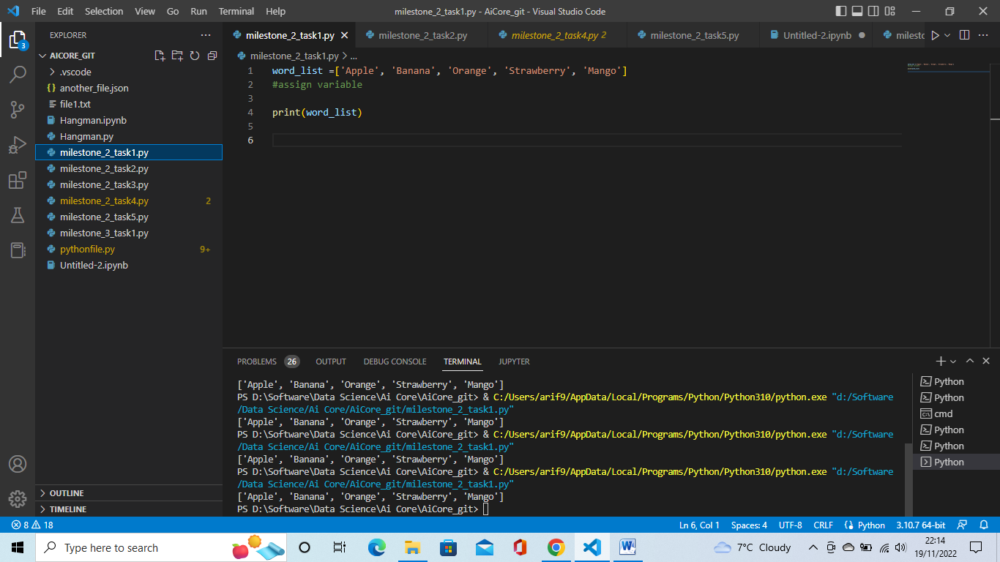 File Edit Selection View Go Run Terminal Help
milestone_2_task1.py - AiCore_git - Visual Studio Code
EXPLORER
3
AICORE_GIT
.vscode
another_file.json
file1.txt
Hangman.ipynb
Hangman.py
milestone_2_task1.py
milestone_2_task2.py
milestone_2_task3.py
milestone_2_task4.py 2
milestone_2_task5.py
milestone_3_task1.py
pythonfile.py 9+
Untitled-2.ipynb
OUTLINE
TIMELINE
milestone_2_task1.py milestone_2_task2.py milestone_2_task4.py 2 milestone_2_task5.py Untitled-2.ipynb milesto
milestone_2_task1.py > ...
1 word_list =['Apple', 'Banana', 'Orange', 'Strawberry', 'Mango']
2 #assign variable
3
4 print(word_list)
5
6
PROBLEMS 26 OUTPUT DEBUG CONSOLE TERMINAL JUPYTER
['Apple', 'Banana', 'Orange', 'Strawberry', 'Mango']
PS D:\Software\Data Science\Ai Core\AiCore_git> & C:/Users/arif9/AppData/Local/Programs/Python/Python310/python.exe "d:/Software
/Data Science/Ai Core/AiCore_git/milestone_2_task1.py"
['Apple', 'Banana', 'Orange', 'Strawberry', 'Mango']
PS D:\Software\Data Science\Ai Core\AiCore_git> & C:/Users/arif9/AppData/Local/Programs/Python/Python310/python.exe "d:/Software
/Data Science/Ai Core/AiCore_git/milestone_2_task1.py"
['Apple', 'Banana', 'Orange', 'Strawberry', 'Mango']
PS D:\Software\Data Science\Ai Core\AiCore_git> & C:/Users/arif9/AppData/Local/Programs/Python/Python310/python.exe "d:/Software
/Data Science/Ai Core/AiCore_git/milestone_2_task1.py"
['Apple', 'Banana', 'Orange', 'Strawberry', 'Mango']
PS D:\Software\Data Science\Ai Core\AiCore_git>
Python
Python
cmd
Python
Python
Python
8 18
Ln 6, Col 1 Spaces: 4 UTF-8 CRLF Python 3.10.7 64-bit
Type here to search
7°C Cloudy
22:14
19/11/2022